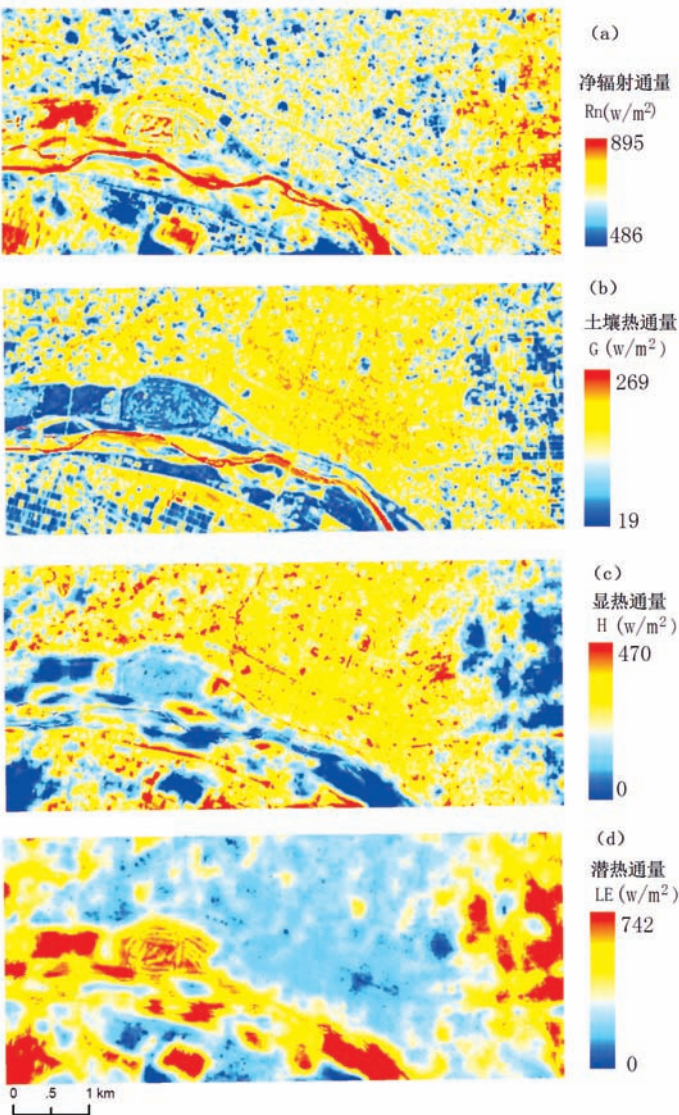 (a)
净辐射通量
Rn(w/m²)
895
486
(b)
土壤热通量
G (w/m²)
269
19
(c)
显热通量
H (w/m²)
470
0
(d)
潜热通量
LE (w/m²)
742
0
0 .5 1 km